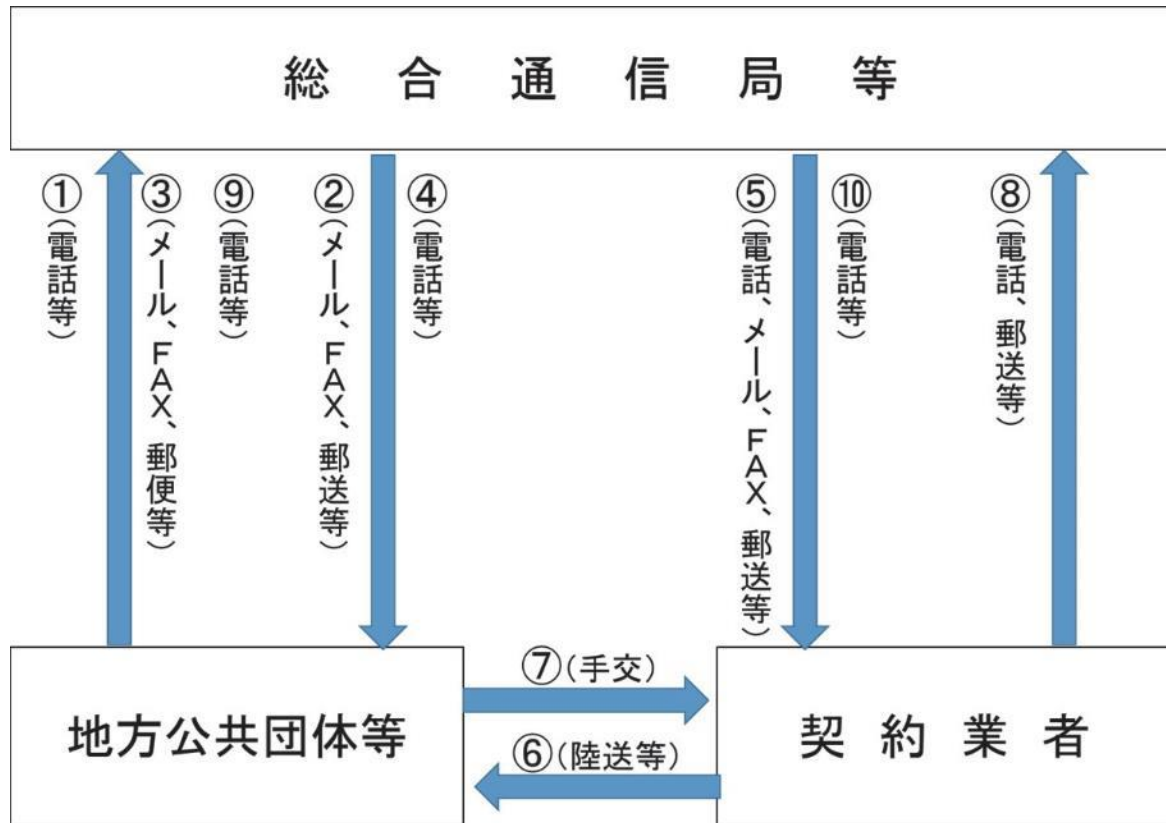 総合通信局等
①(電話等)
③(メール、FAX、郵便等)
⑨(電話等)
②(メール、FAX、郵送等)
④(電話等)
⑤(電話、メール、FAX、郵送等)
⑩(電話等)
⑧(電話、郵送等)
⑦(手交)
⑥(陸送等)
地方公共団体等
契約業者